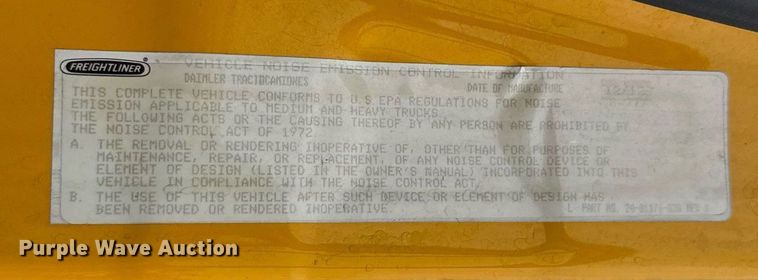 FREIGHTLINER
VEHICLE NOISE EMISSION CONTROL INFORMATION
DAIMLER TRACTOCAMIONES DATE OF MANUFACTURE
THIS COMPLETE VEHICLE CONFORMS TO U.S.EPA REGULATIONS FOR NOISE
EMISSION APPLICABLE TO MEDIUM AND HEAVY TRUCKS.
THE FOLLOWING ACTS OR THE CAUSING THEREOF BY ANY PERSON ARE PROHIBITED BY
THE NOISE CONTROL ACT OF 1972.
A. THE REMOVAL OR RENDERING INOPERATIVE OF, OTHER THAN FOR PURPOSES OF
MAINTENANCE, REPAIR, OR REPLACEMENT, OF ANY NOISE CONTROL DEVICE OR
ELEMENT OF DESIGN (LISTED IN THE OWNER'S MANUAL) INCORPORATED INTO THIS
VEHICLE IN COMPLIANCE WITH THE NOISE CONTROL ACT.
B. THE USE OF THIS VEHICLE AFTER SUCH DEVICE OR ELEMENT OF DESIGN HAS
BEEN REMOVED OR RENDERED INOPERATIVE.
PART NO.
Purple Wave Auction